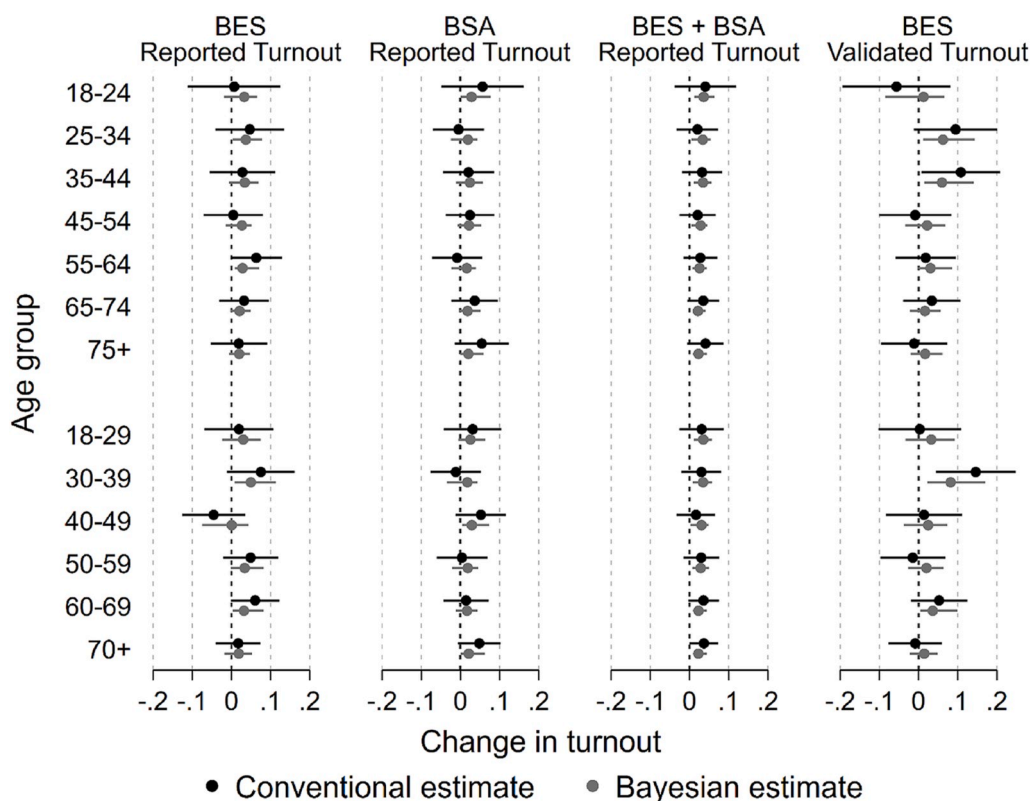 BES BSA BES + BSA BES
Reported Turnout Reported Turnout Reported Turnout Validated Turnout
18-24
25-34
35-44
45-54
55-64
65-74
75+
18-29
30-39
40-49
50-59
60-69
70+
Age group
-.2 -.1 0 .1 .2 -.2 -.1 0 .1 .2 -.2 -.1 0 .1 .2 -.2 -.1 0 .1 .2
Change in turnout
Conventional estimate Bayesian estimate